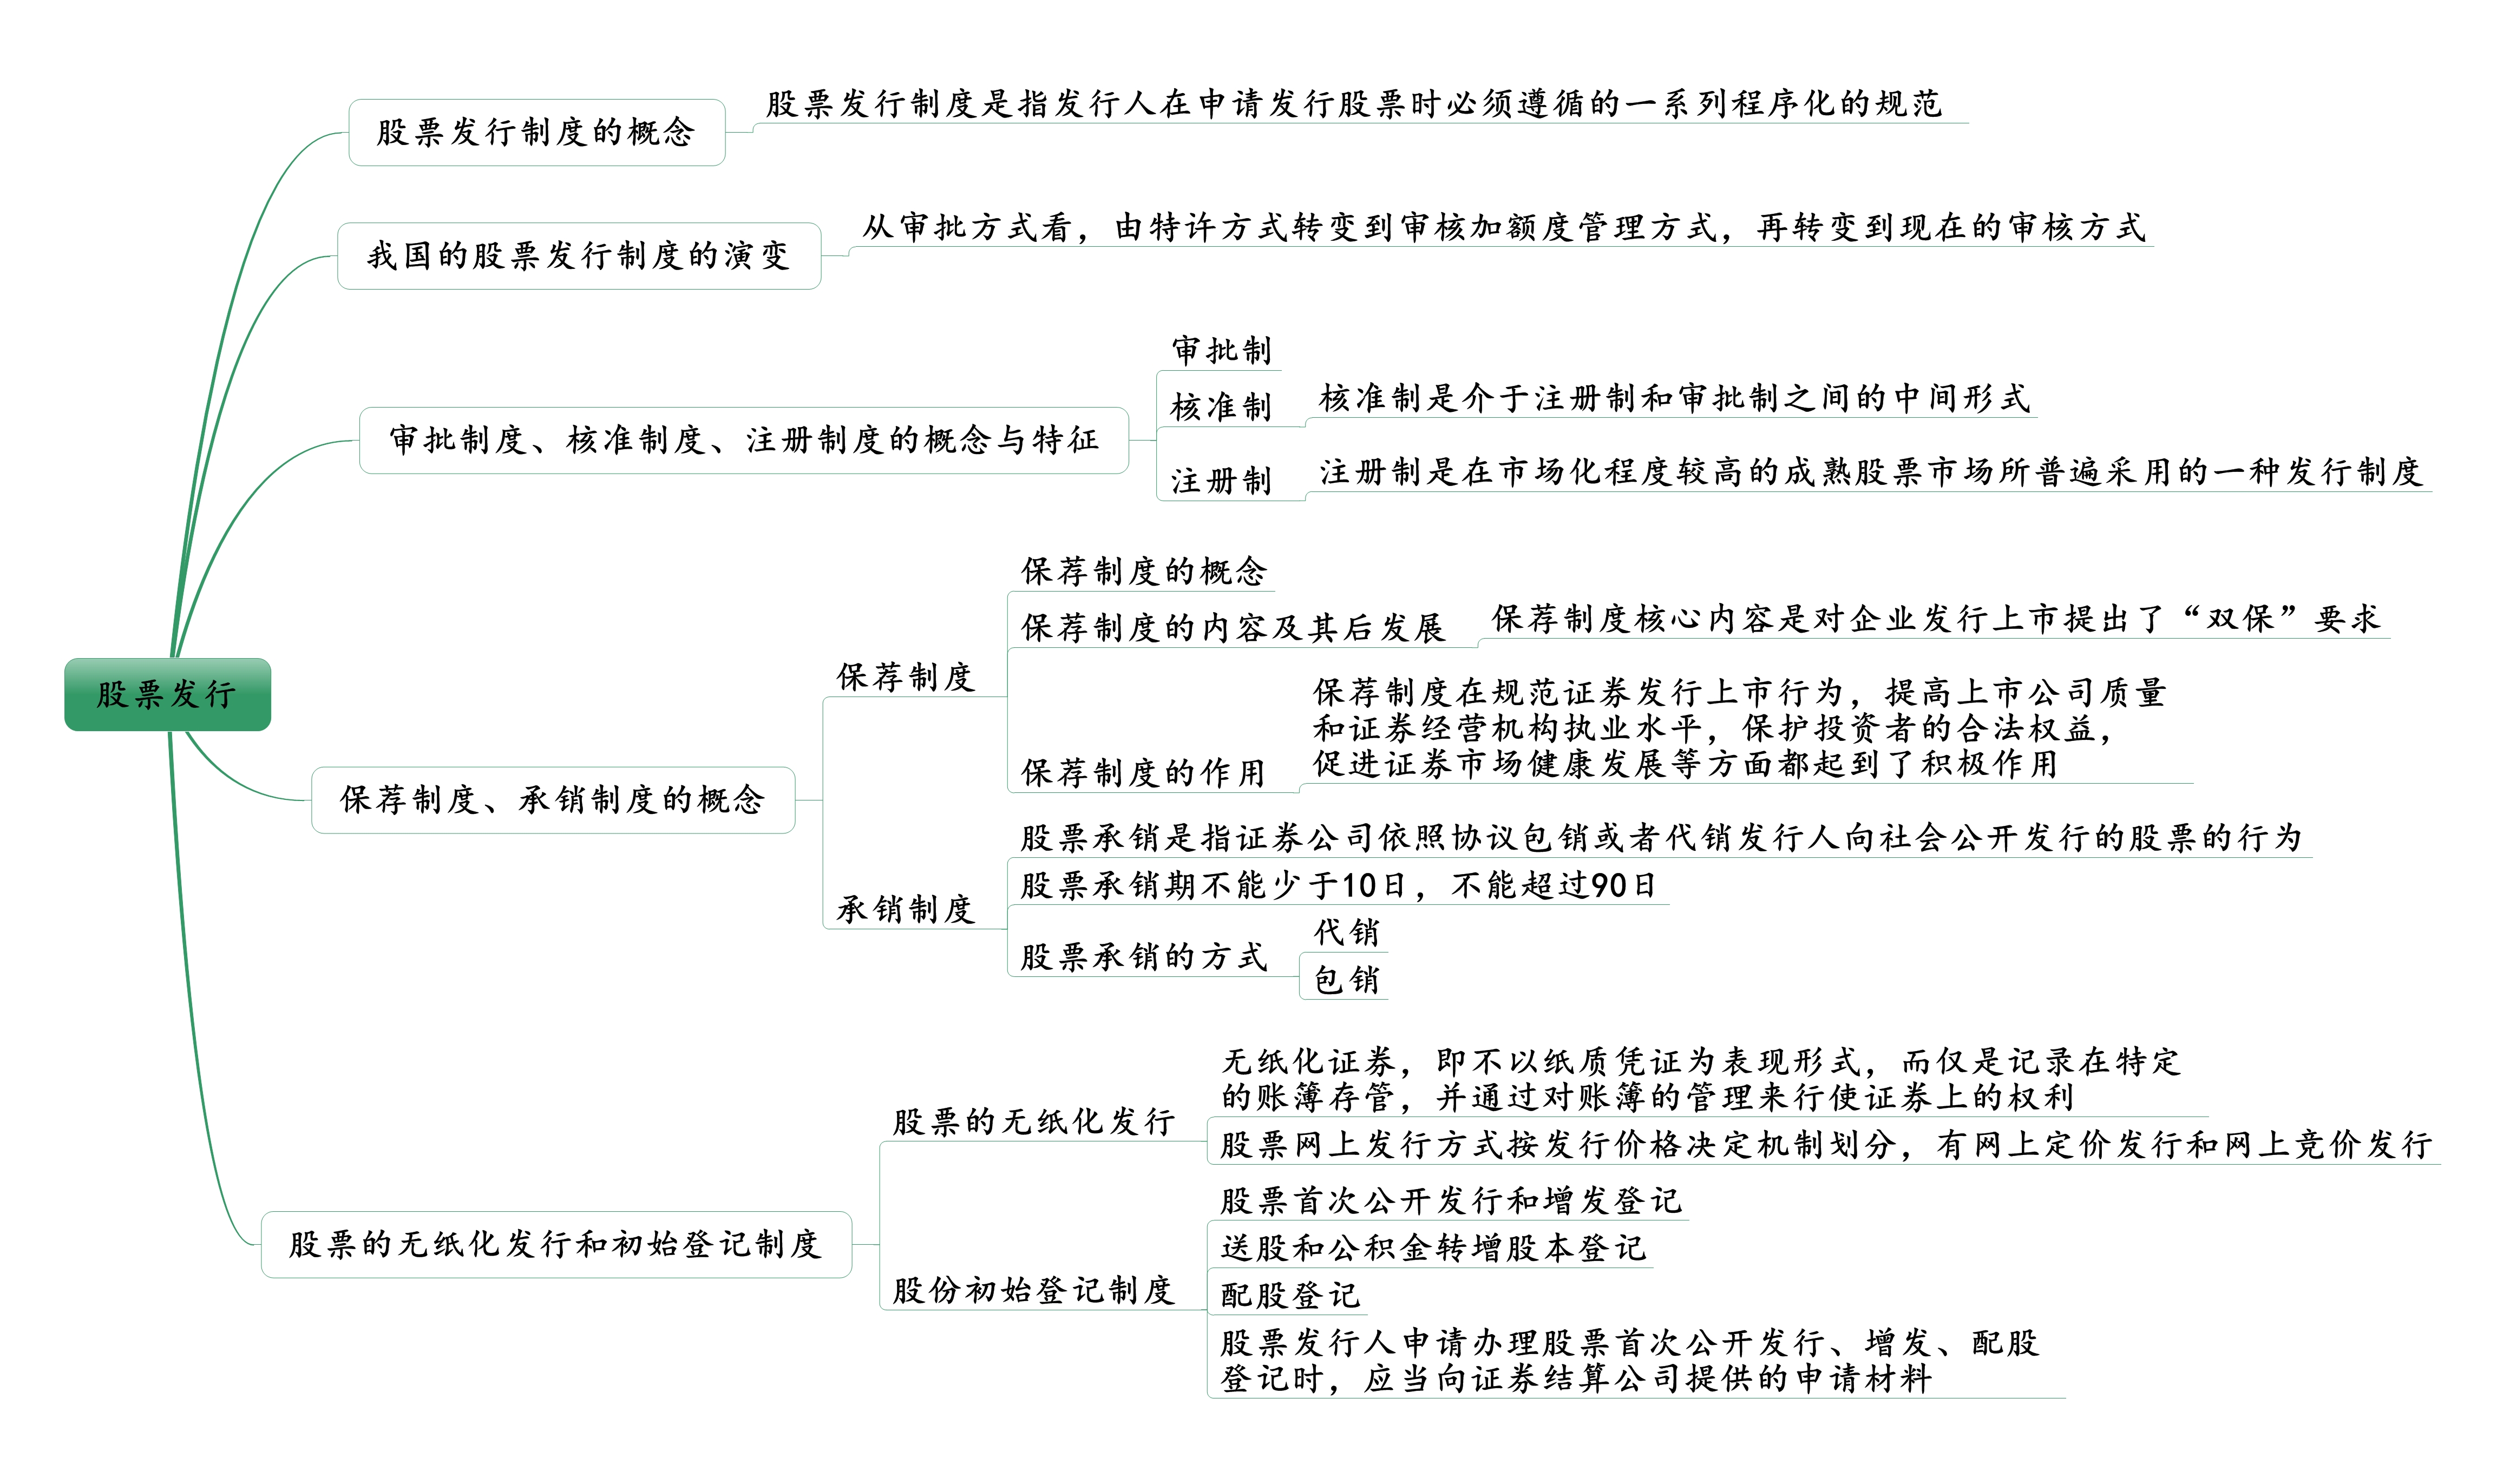 股票发行
股票发行制度的概念
股票发行制度是指发行人在申请发行股票时必须遵循的一系列程序化的规范
我国的股票发行制度的演变
从审批方式看，由特许方式转变到审核加额度管理方式，再转变到现在的审核方式
审批制度、核准制度、注册制度的概念与特征
审批制
核准制
核准制是介于注册制和审批制之间的中间形式
注册制
注册制是在市场化程度较高的成熟股票市场所普遍采用的一种发行制度
保荐制度、承销制度的概念
保荐制度
保荐制度的概念
保荐制度的内容及其后发展
保荐制度核心内容是对企业发行上市提出了“双保”要求
保荐制度的作用
保荐制度在规范证券发行上市行为，提高上市公司质量
和证券经营机构执业水平，保护投资者的合法权益，
促进证券市场健康发展等方面都起到了积极作用
承销制度
股票承销是指证券公司依照协议包销或者代销发行人向社会公开发行的股票的行为
股票承销期不能少于10日，不能超过90日
股票承销的方式
代销
包销
股票的无纸化发行和初始登记制度
股票的无纸化发行
无纸化证券，即不以纸质凭证为表现形式，而仅是记录在特定
的账簿存管，并通过对账簿的管理来行使证券上的权利
股票网上发行方式按发行价格决定机制划分，有网上定价发行和网上竞价发行
股份初始登记制度
股票首次公开发行和增发登记
送股和公积金转增股本登记
配股登记
股票发行人申请办理股票首次公开发行、增发、配股
登记时，应当向证券结算公司提供的申请材料